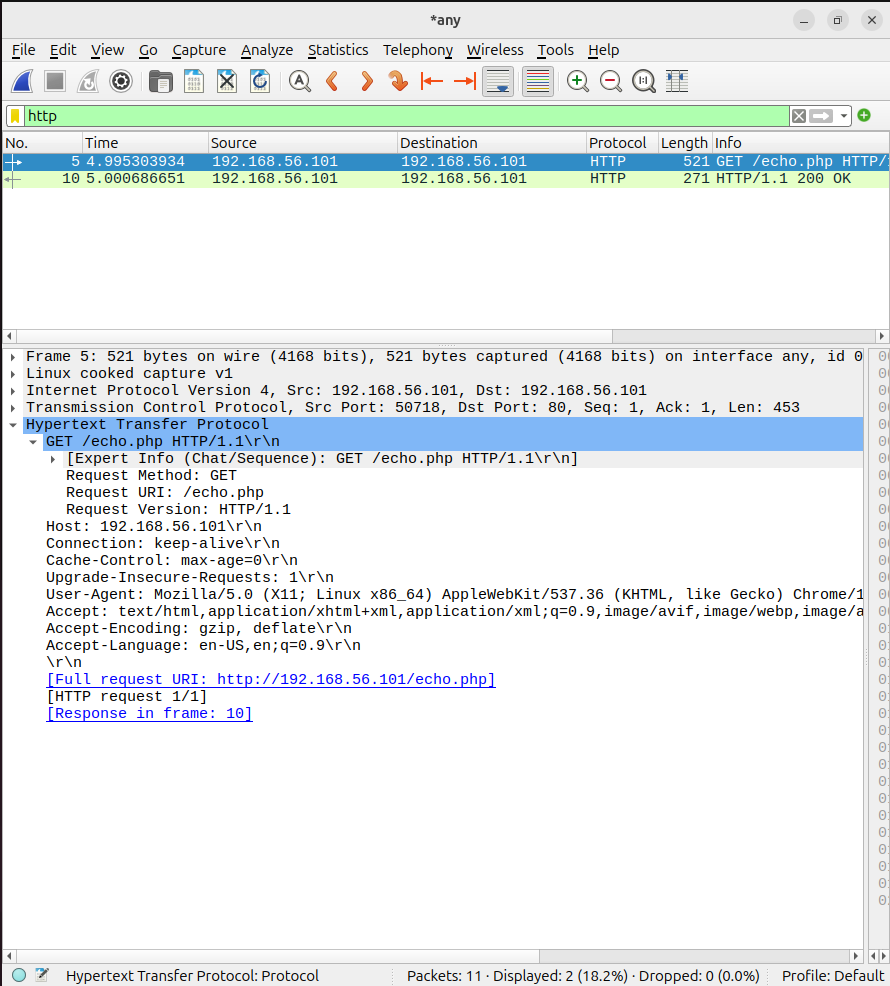 *any
File Edit View Go Capture Analyze Statistics Telephony Wireless Tools Help
http
No. Time Source Destination Protocol Length Info
5 4.995303934 192.168.56.101 192.168.56.101 HTTP 521 GET /echo.php HTTP/
10 5.000686651 192.168.56.101 192.168.56.101 HTTP 271 HTTP/1.1 200 OK
Frame 5: 521 bytes on wire (4168 bits), 521 bytes captured (4168 bits) on interface any, id 0
Linux cooked capture v1
Internet Protocol Version 4, Src: 192.168.56.101, Dst: 192.168.56.101
Transmission Control Protocol, Src Port: 50718, Dst Port: 80, Seq: 1, Ack: 1, Len: 453
Hypertext Transfer Protocol
GET /echo.php HTTP/1.1\r\n
[Expert Info (Chat/Sequence): GET /echo.php HTTP/1.1\r\n]
Request Method: GET
Request URI: /echo.php
Request Version: HTTP/1.1
Host: 192.168.56.101\r\n
Connection: keep-alive\r\n
Cache-Control: max-age=0\r\n
Upgrade-Insecure-Requests: 1\r\n
User-Agent: Mozilla/5.0 (X11; Linux x86_64) AppleWebKit/537.36 (KHTML, like Gecko) Chrome/1
Accept: text/html,application/xhtml+xml,application/xml;q=0.9,image/avif,image/webp,image/a
Accept-Encoding: gzip, deflate\r\n
Accept-Language: en-US,en;q=0.9\r\n
\r\n
[Full request URI: http://192.168.56.101/echo.php]
[HTTP request 1/1]
[Response in frame: 10]
Hypertext Transfer Protocol: Protocol
Packets: 11 · Displayed: 2 (18.2%) · Dropped: 0 (0.0%)
Profile: Default